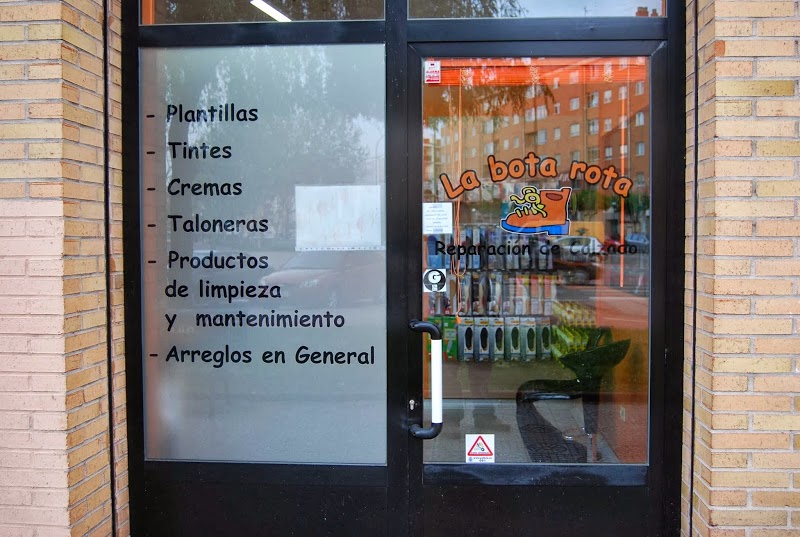 - Plantillas
- Tintes
- Cremas
- Taloneras
- Productos
de limpieza
y mantenimiento
- Arreglos en General
La bota rota
Reparación de Calzado
G